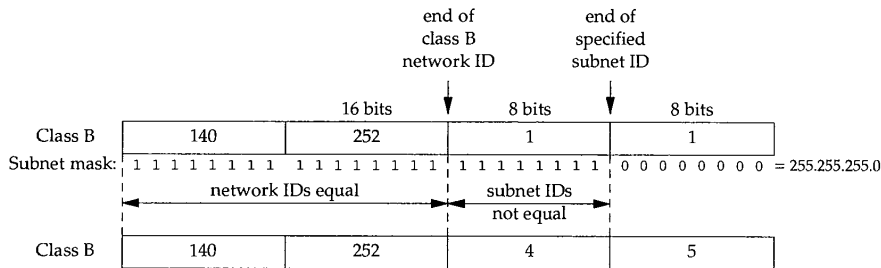 end of end of
class B specified
network ID subnet ID
16 bits 8 bits 8 bits
Class B 140 252 1 1
Subnet mask: 1 1 1 1 1 1 1 1 1 1 1 1 1 1 1 1 1 1 1 1 1 1 1 1 0 0 0 0 0 0 0 0 = 255.255.255.0
network IDs equal subnet IDs
not equal
Class B 140 252 4 5